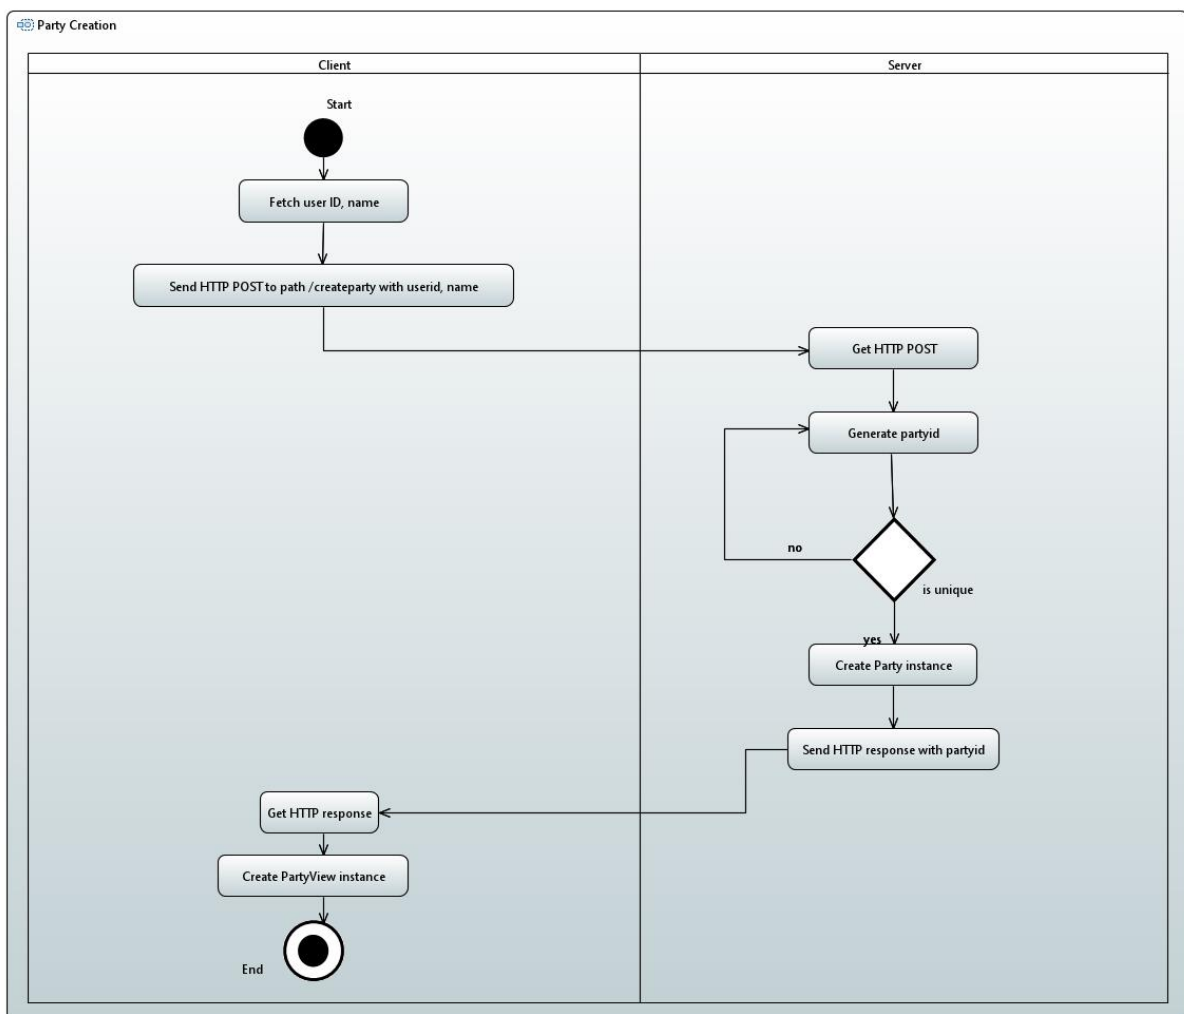 Party Creation
Client
Server
Start
Fetch user ID, name
Send HTTP POST to path /createparty with userid, name
Get HTTP POST
Generate partyid
no
is unique
yes
Create Party instance
Send HTTP response with partyid
Get HTTP response
Create PartyView instance
End